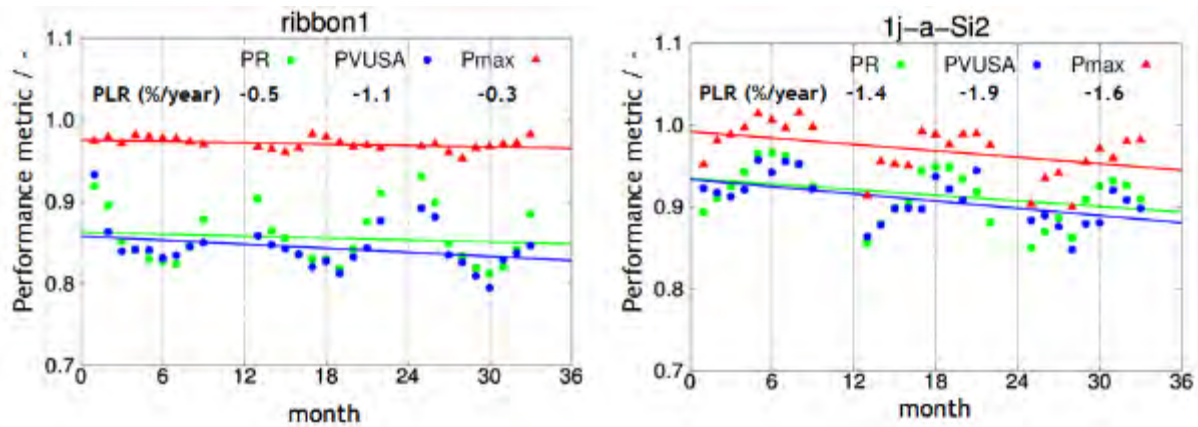 ribbon1
1.1
PR PVUSA Pmax
PLR (%/year) -0.5 -1.1 -0.3
1.0
0.9
0.8
0.7
Performance metric / -
0 6 12 18 24 30 36
month
1j-a-Si2
1.1
PR PVUSA Pmax
PLR (%/year) -1.4 -1.9 -1.6
1.0
0.9
0.8
0.7
Performance metric / -
0 6 12 18 24 30 36
month